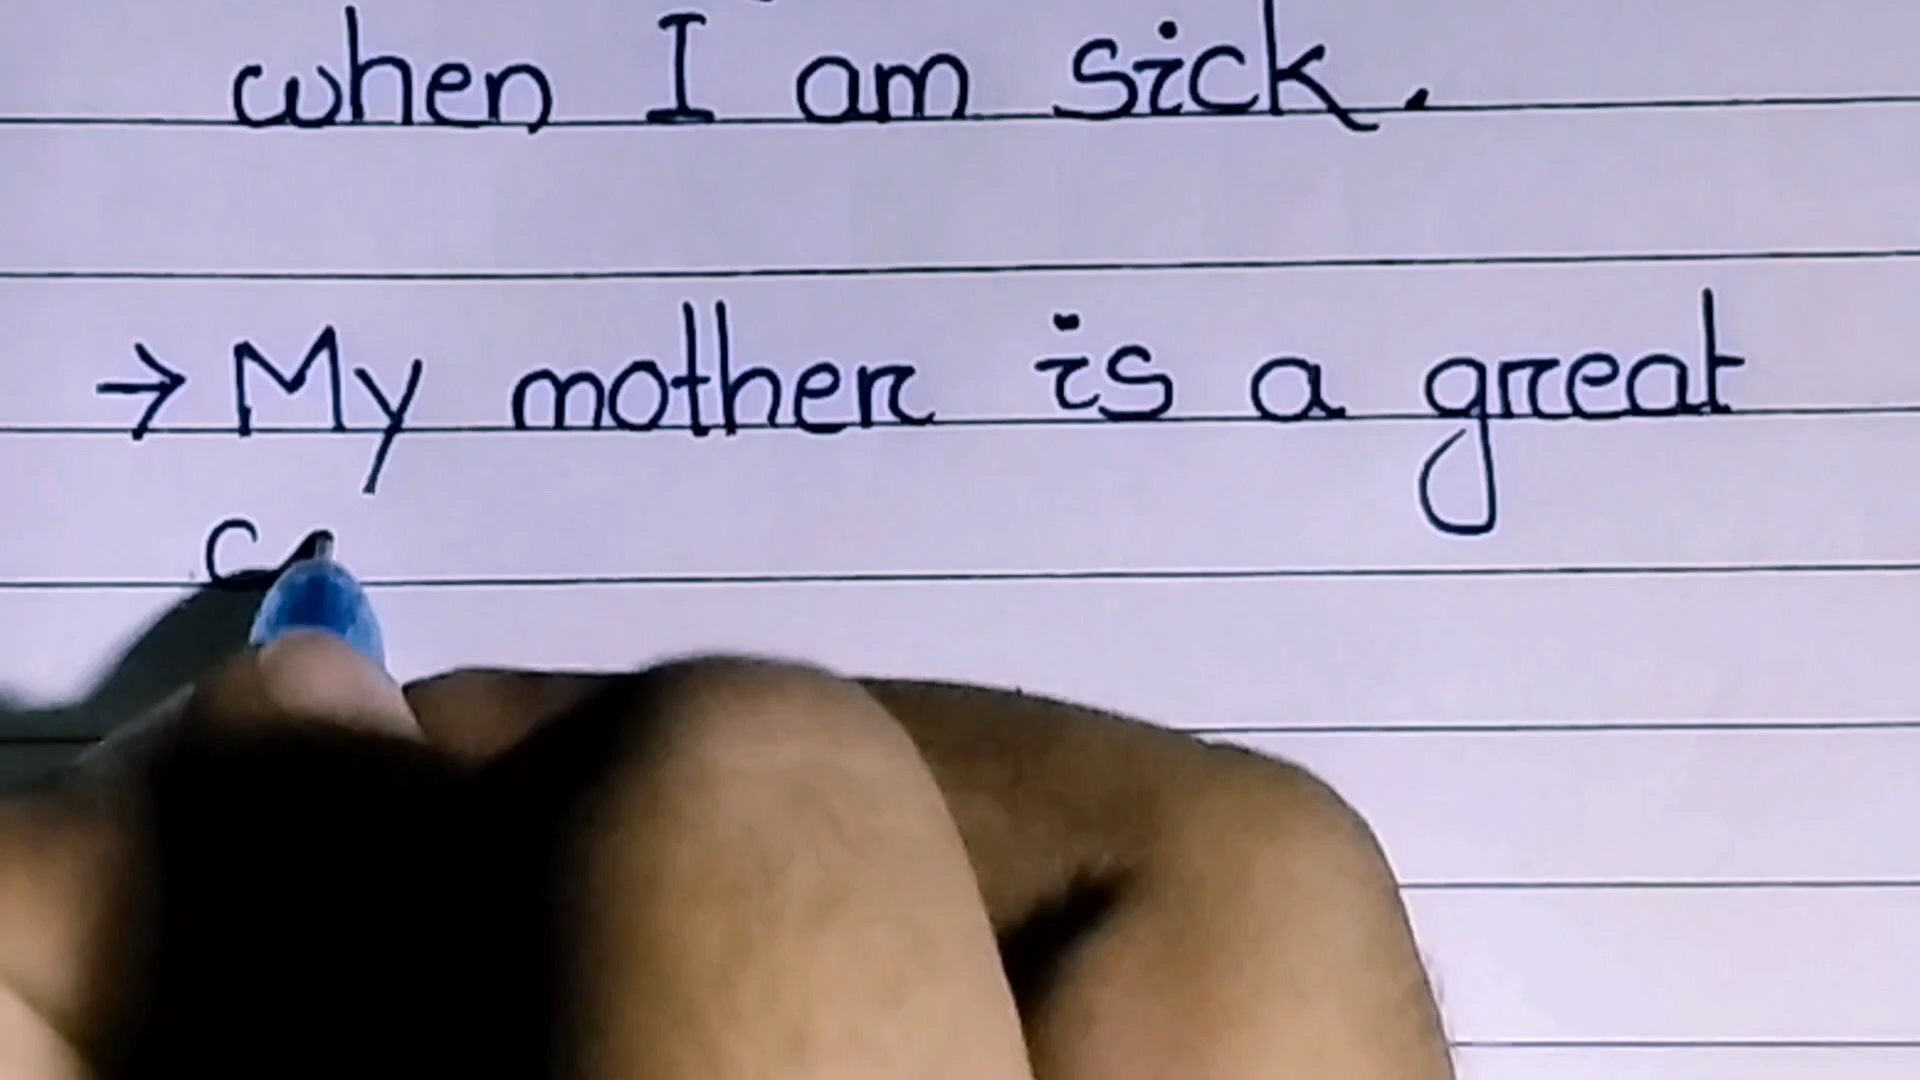 when I am sick.
→ My mother is a great
c